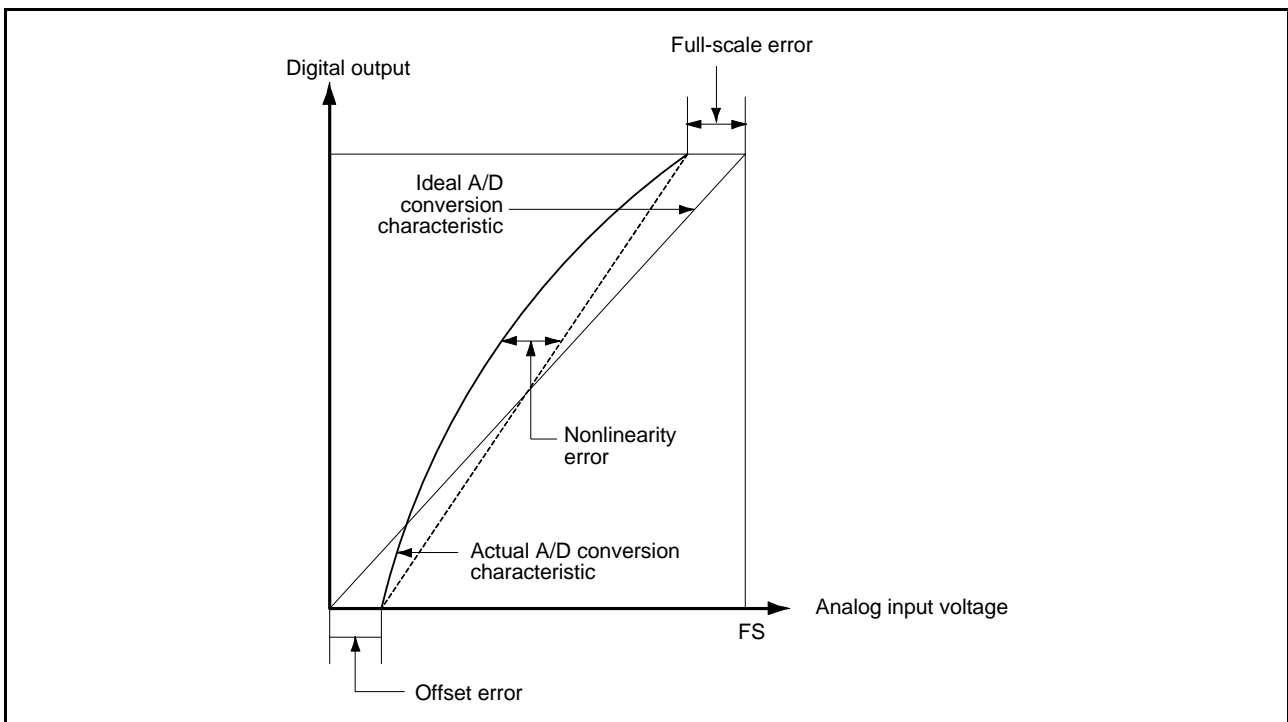 Full-scale error
Digital output
Ideal A/D
conversion
characteristic
Nonlinearity
error
Actual A/D conversion
characteristic
Analog input voltage
FS
Offset error